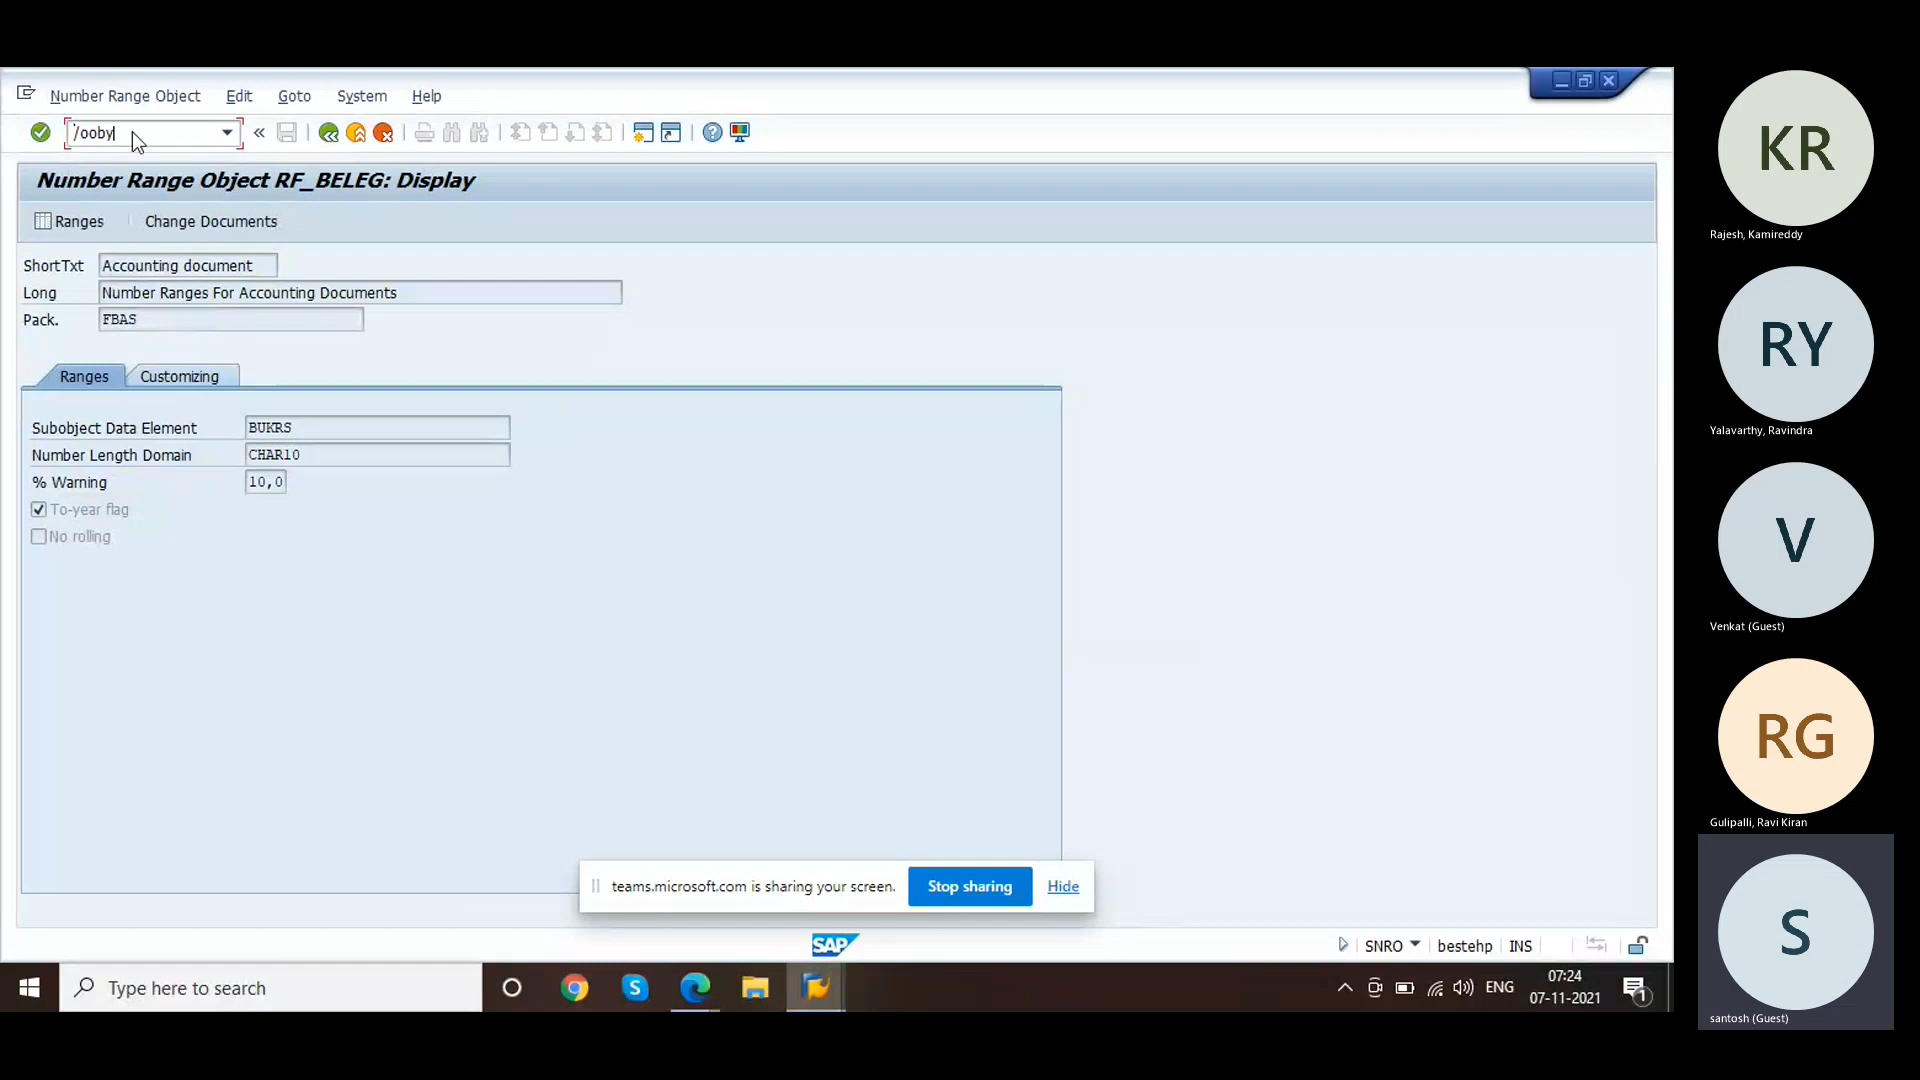 Number Range Object Edit Goto System Help
/ooby
Number Range Object RF_BELEG: Display
Ranges Change Documents
ShortTxt Accounting document
Long Number Ranges For Accounting Documents
Pack. FBAS
Ranges Customizing
Subobject Data Element BUKRS
Number Length Domain CHAR10
% Warning 10,0
To-year flag
No rolling
teams.microsoft.com is sharing your screen. Stop sharing Hide
SAP
SNRO bestehp INS
Type here to search
ENG
07:24
07-11-2021
1
KR
Rajesh, Kamireddy
RY
Yalavarthy, Ravindra
V
Venkat (Guest)
RG
Gulipalli, Ravi Kiran
S
santosh (Guest)